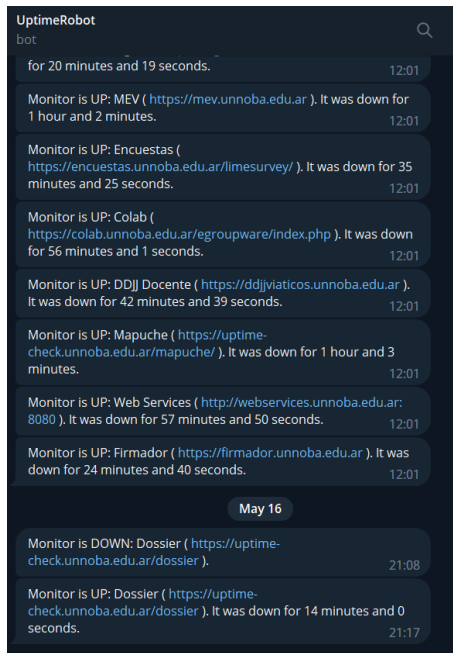 UptimeRobot
bot
for 20 minutes and 19 seconds.
12:01
Monitor is UP: MEV ( https://mev.unnoba.edu.ar ). It was down for
1 hour and 2 minutes.
12:01
Monitor is UP: Encuestas (
https://encuestas.unnoba.edu.ar/limesurvey/ ). It was down for 35
minutes and 25 seconds.
12:01
Monitor is UP: Colab (
https://colab.unnoba.edu.ar/egroupware/index.php ). It was down
for 56 minutes and 1 seconds.
12:01
Monitor is UP: DDJJ Docente ( https://ddjjviaticos.unnoba.edu.ar ).
It was down for 42 minutes and 39 seconds.
12:01
Monitor is UP: Mapuche ( https://uptime-
check.unnoba.edu.ar/mapuche/ ). It was down for 1 hour and 3
minutes.
12:01
Monitor is UP: Web Services ( http://webservices.unnoba.edu.ar:
8080 ). It was down for 57 minutes and 50 seconds.
12:01
Monitor is UP: Firmador ( https://firmador.unnoba.edu.ar ). It was
down for 24 minutes and 40 seconds.
12:01
May 16
Monitor is DOWN: Dossier ( https://uptime-
check.unnoba.edu.ar/dossier ).
21:08
Monitor is UP: Dossier ( https://uptime-
check.unnoba.edu.ar/dossier ). It was down for 14 minutes and 0
seconds.
21:17